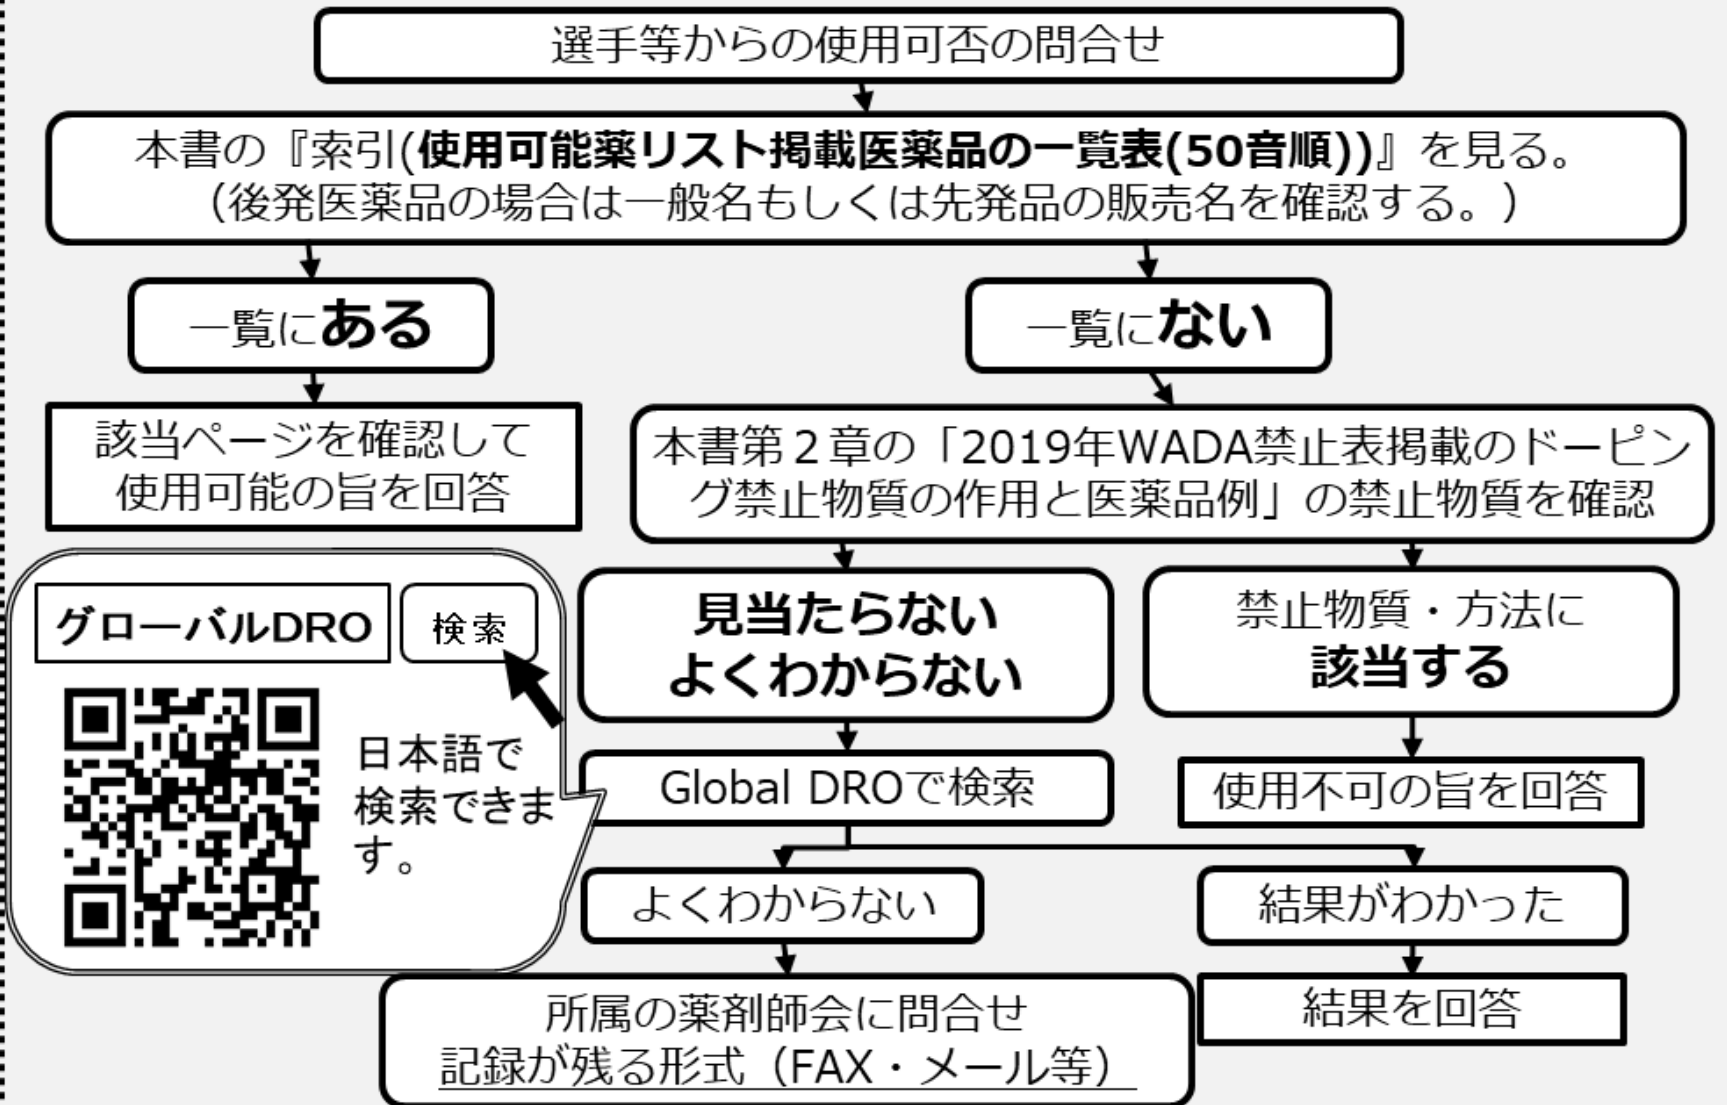 選手等からの使用可否の問合せ
本書の『索引(使用可能薬リスト掲載医薬品の一覧表(50音順))』を見る。
（後発医薬品の場合は一般名もしくは先発品の販売名を確認する。）
一覧にある
一覧にない
該当ページを確認して
使用可能の旨を回答
本書第２章の「2019年WADA禁止表掲載のドーピン
グ禁止物質の作用と医薬品例」の禁止物質を確認
グローバルDRO
検索
日本語で
検索できま
す。
見当たらない
よくわからない
禁止物質・方法に
該当する
Global DROで検索
使用不可の旨を回答
よくわからない
結果がわかった
所属の薬剤師会に問合せ
記録が残る形式（FAX・メール等）
結果を回答